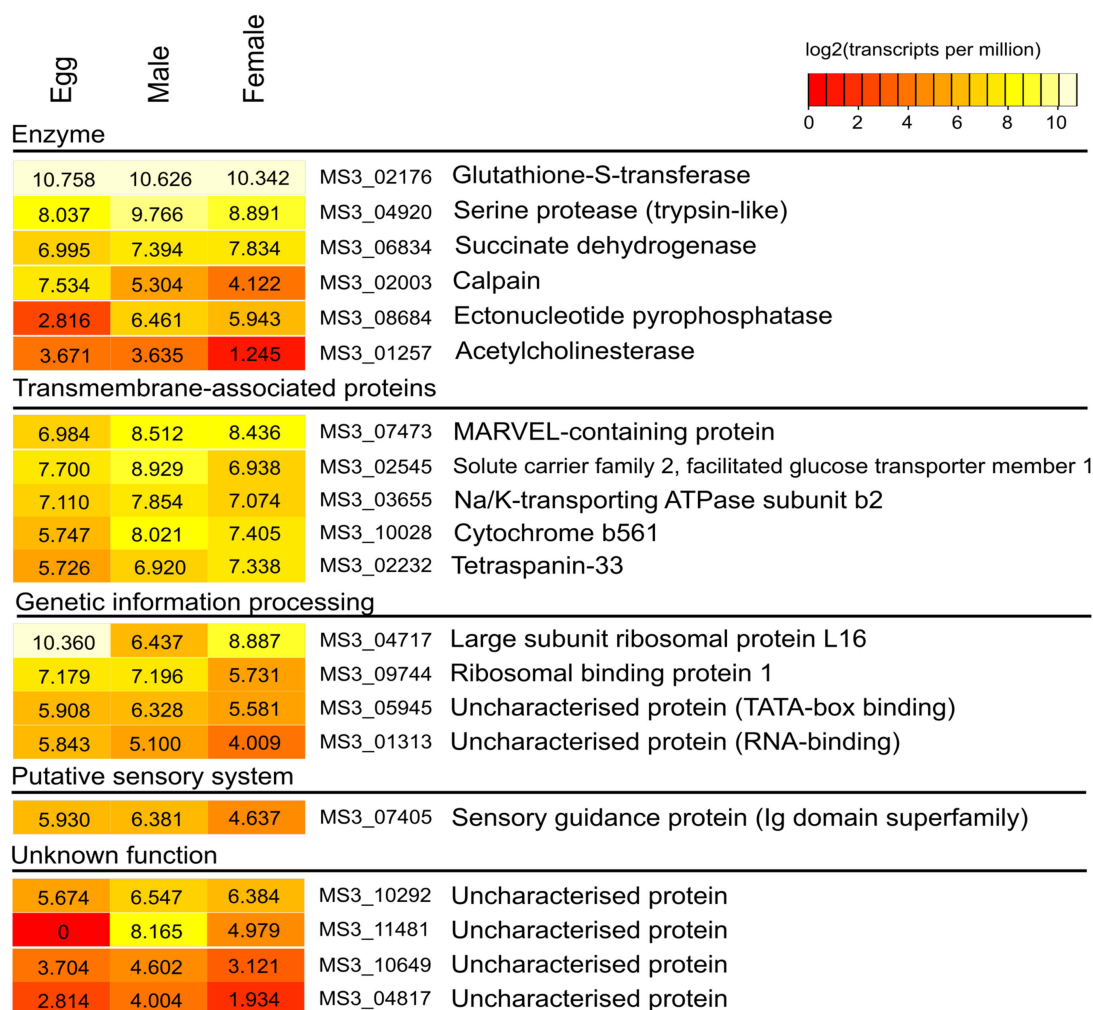 Egg Male Female
log2(transcripts per million)
0 2 4 6 8 10
Enzyme
10.758 10.626 10.342 MS3_02176 Glutathione-S-transferase
8.037 9.766 8.891 MS3_04920 Serine protease (trypsin-like)
6.995 7.394 7.834 MS3_06834 Succinate dehydrogenase
7.534 5.304 4.122 MS3_02003 Calpain
2.816 6.461 5.943 MS3_08684 Ectonucleotide pyrophosphatase
3.671 3.635 1.245 MS3_01257 Acetylcholinesterase
Transmembrane-associated proteins
6.984 8.512 8.436 MS3_07473 MARVEL-containing protein
7.700 8.929 6.938 MS3_02545 Solute carrier family 2, facilitated glucose transporter member 1
7.110 7.854 7.074 MS3_03655 Na/K-transporting ATPase subunit b2
5.747 8.021 7.405 MS3_10028 Cytochrome b561
5.726 6.920 7.338 MS3_02232 Tetraspanin-33
Genetic information processing
10.360 6.437 8.887 MS3_04717 Large subunit ribosomal protein L16
7.179 7.196 5.731 MS3_09744 Ribosomal binding protein 1
5.908 6.328 5.581 MS3_05945 Uncharacterised protein (TATA-box binding)
5.843 5.100 4.009 MS3_01313 Uncharacterised protein (RNA-binding)
Putative sensory system
5.930 6.381 4.637 MS3_07405 Sensory guidance protein (Ig domain superfamily)
Unknown function
5.674 6.547 6.384 MS3_10292 Uncharacterised protein
0 8.165 4.979 MS3_11481 Uncharacterised protein
3.704 4.602 3.121 MS3_10649 Uncharacterised protein
2.814 4.004 1.934 MS3_04817 Uncharacterised protein